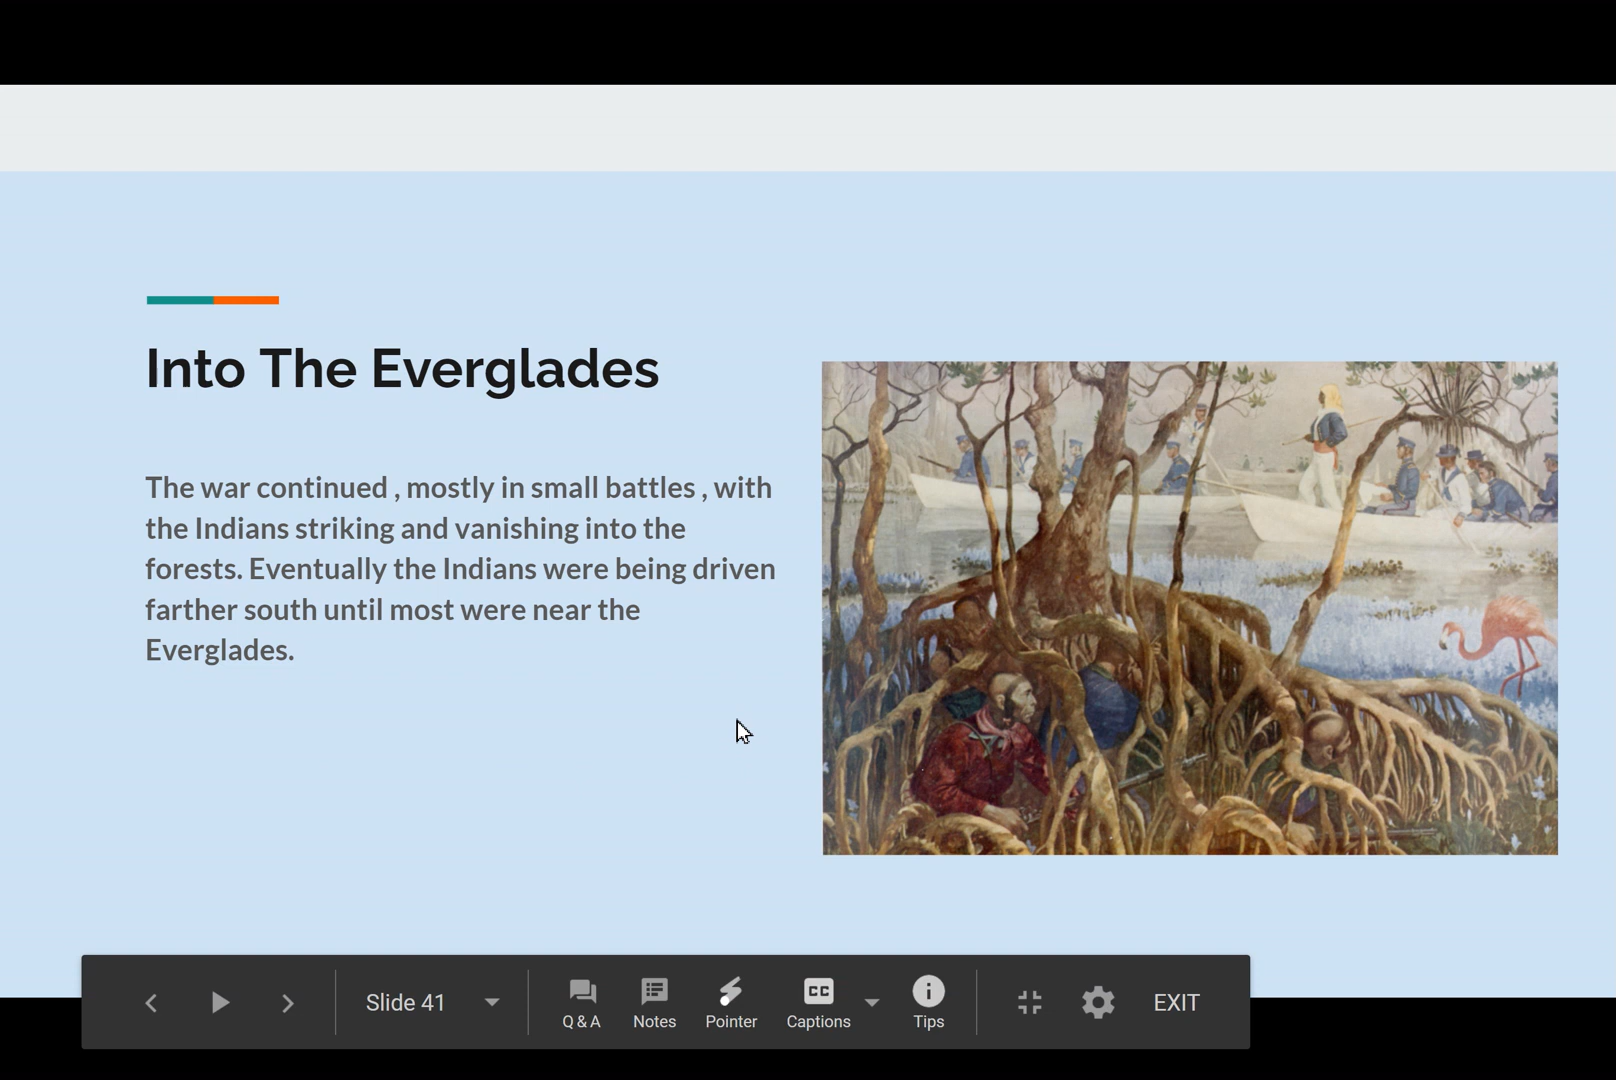 Into The Everglades
The war continued , mostly in small battles , with
the Indians striking and vanishing into the
forests. Eventually the Indians were being driven
farther south until most were near the
Everglades.
Slide 41
Q & A
Notes
Pointer
CC
Captions
Tips
EXIT